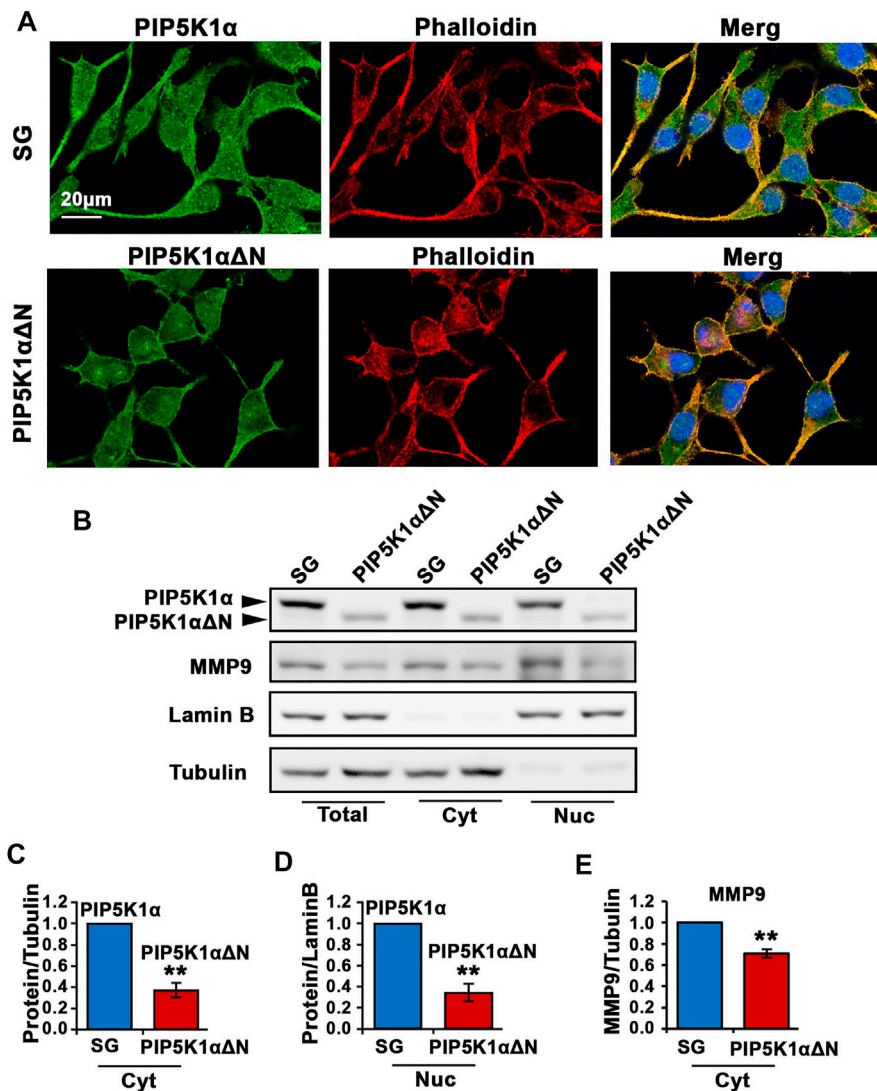 A
PIP5K1α Phalloidin Merg
SG
20µm
PIP5K1αΔN Phalloidin Merg
PIP5K1αΔN
B
SG PIP5K1αΔN SG PIP5K1αΔN SG PIP5K1αΔN
PIP5K1α
PIP5K1αΔN
MMP9
Lamin B
Tubulin
Total Cyt Nuc
C
Protein/Tubulin
1.2
1.0
0.8
0.6
0.4
0.2
0.0
PIP5K1α
PIP5K1αΔN
**
SG PIP5K1αΔN
Cyt
D
Protein/LaminB
1.2
1.0
0.8
0.6
0.4
0.2
0.0
PIP5K1α
PIP5K1αΔN
**
SG PIP5K1αΔN
Nuc
E
MMP9/Tubulin
1.2
1.0
0.8
0.6
0.4
0.2
0.0
MMP9
**
SG PIP5K1αΔN
Cyt